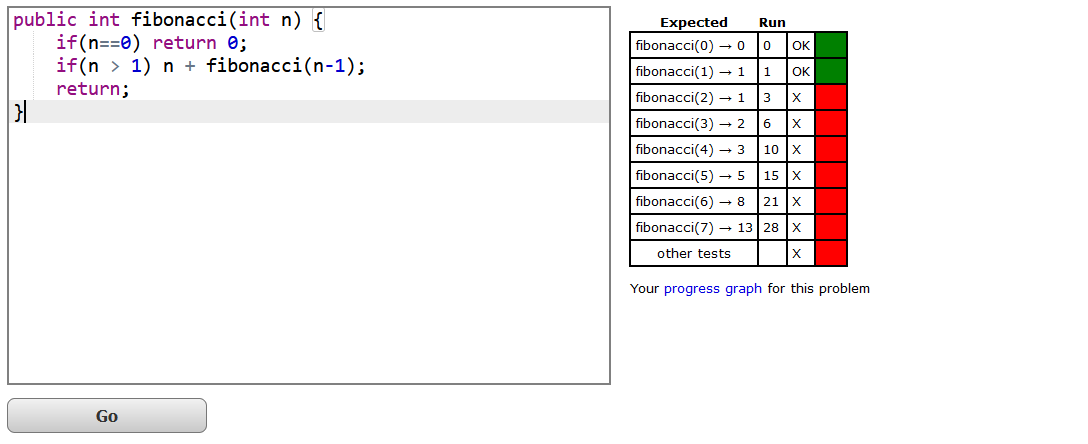 public int fibonacci(int n) {
    if(n==0) return 0;
    if(n > 1) n + fibonacci(n-1);
    return;
}
Go
Expected Run
fibonacci(0) → 0 0 OK
fibonacci(1) → 1 1 OK
fibonacci(2) → 1 3 X
fibonacci(3) → 2 6 X
fibonacci(4) → 3 10 X
fibonacci(5) → 5 15 X
fibonacci(6) → 8 21 X
fibonacci(7) → 13 28 X
other tests X
Your progress graph for this problem